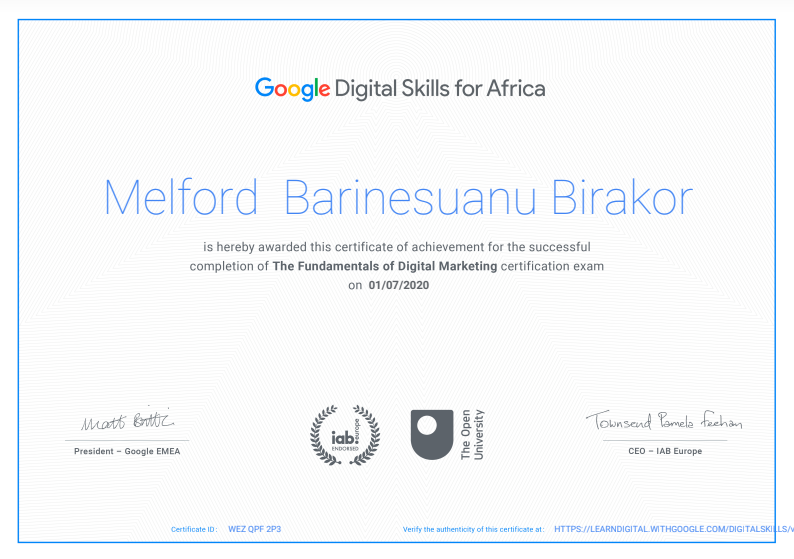 Google Digital Skills for Africa
Melford Barinesuanu Birakor
is hereby awarded this certificate of achievement for the successful
completion of The Fundamentals of Digital Marketing certification exam
on 01/07/2020
Townsend Pamela Feehan
President – Google EMEA
iab europe
ENDORSED
The Open
University
CEO – IAB Europe
Certificate ID: WEZ QPF 2P3
Verify the authenticity of this certificate at: HTTPS://LEARNDIGITAL.WITHGOOGLE.COM/DIGITALSKILLS/v